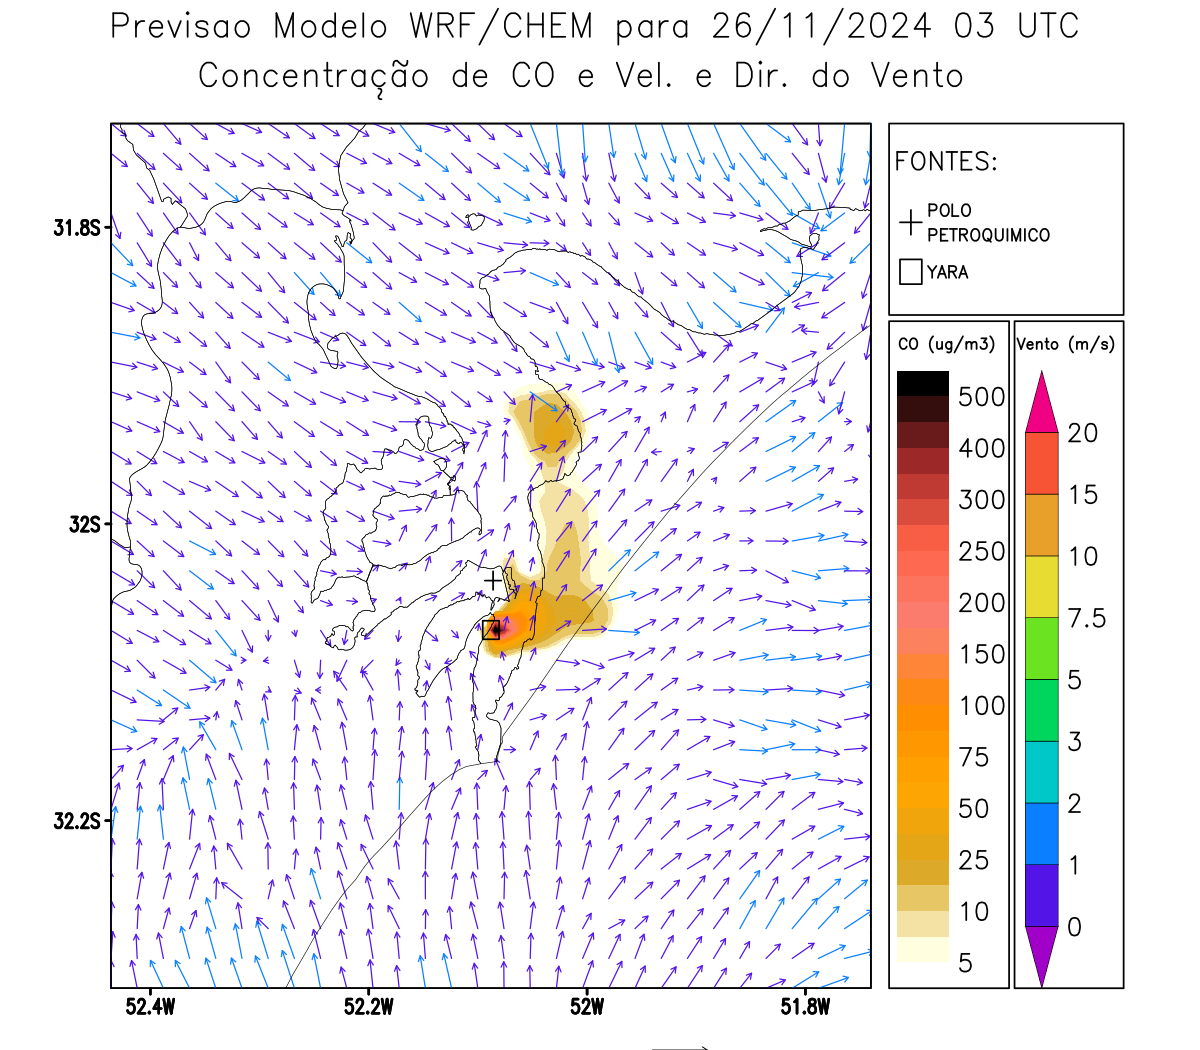 Previsao Modelo WRF/CHEM para 26/11/2024 03 UTC
Concentração de CO e Vel. e Dir. do Vento
FONTES:
POLO
PETROQUIMICO
YARA
CO (ug/m3)
500
400
300
250
200
150
100
75
50
25
10
5
Vento (m/s)
20
15
10
7.5
5
3
2
1
0
31.8S
32S
32.2S
52.4W
52.2W
52W
51.8W